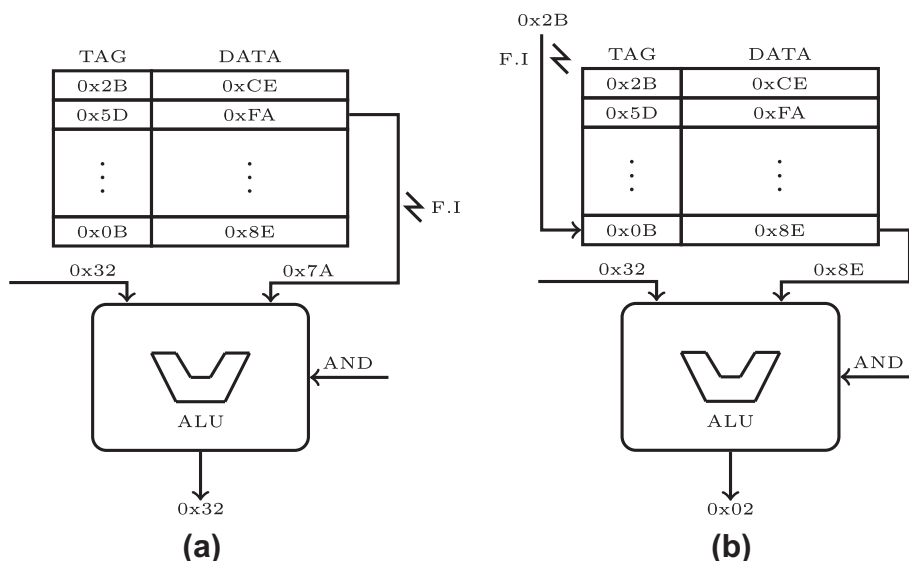 TAG DATA
0x2B 0xCE
0x5D 0xFA
0x0B 0x8E
F.I
0x32 0x7A
AND
ALU
0x32
(a)
0x2B
F.I TAG DATA
0x2B 0xCE
0x5D 0xFA
0x0B 0x8E
0x32 0x8E
AND
ALU
0x02
(b)